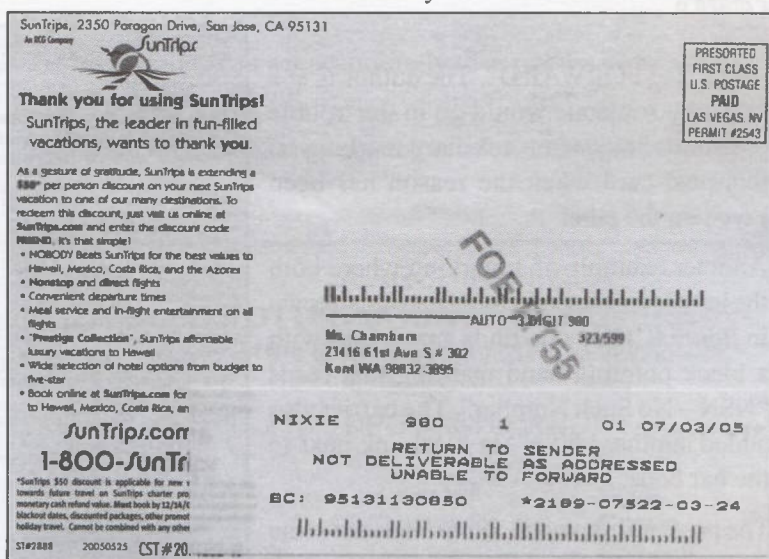 SunTrips, 2350 Paragon Drive, San Jose, CA 95131
An RCG Company
SunTrips
Thank you for using SunTrips!
SunTrips, the leader in fun-filled
vacations, wants to thank you.
As a gesture of gratitude, SunTrips is extending a
$50* per person discount on your next SunTrips
vacation to one of our many destinations. To
redeem this discount, just visit us online at
SunTrips.com and enter the discount code
FRIEND. It's that simple!
• NOBODY Beats SunTrips for the best values to
Hawaii, Mexico, Costa Rica, and the Azores
• Nonstop and direct flights
• Convenient departure times
• Meal service and in-flight entertainment on all
flights
• "Prestige Collection", SunTrips affordable
luxury vacations to Hawaii
• Wide selection of hotel options from budget to
five-star
• Book online at SunTrips.com for
to Hawaii, Mexico, Costa Rica, an
SunTrips.com
1-800-SunTri
*SunTrips $50 discount is applicable for new
towards future travel on SunTrips charter pro
monetary cash refund value. Must book by 12/14/
blackout dates, discounted packages, other promot
holiday travel. Cannot be combined with any other
ST#2888 20050525 CST#20
PRESORTED
FIRST CLASS
U.S. POSTAGE
PAID
LAS VEGAS, NV
PERMIT #2543
AUTO 3-DIGIT 980
Ms. Chambers 323/599
23416 61st Ave S # 302
Kent WA 98032-3895
NIXIE 980 1 01 07/03/05
RETURN TO SENDER
NOT DELIVERABLE AS ADDRESSED
UNABLE TO FORWARD
BC: 95131130850 *2189-07522-03-24